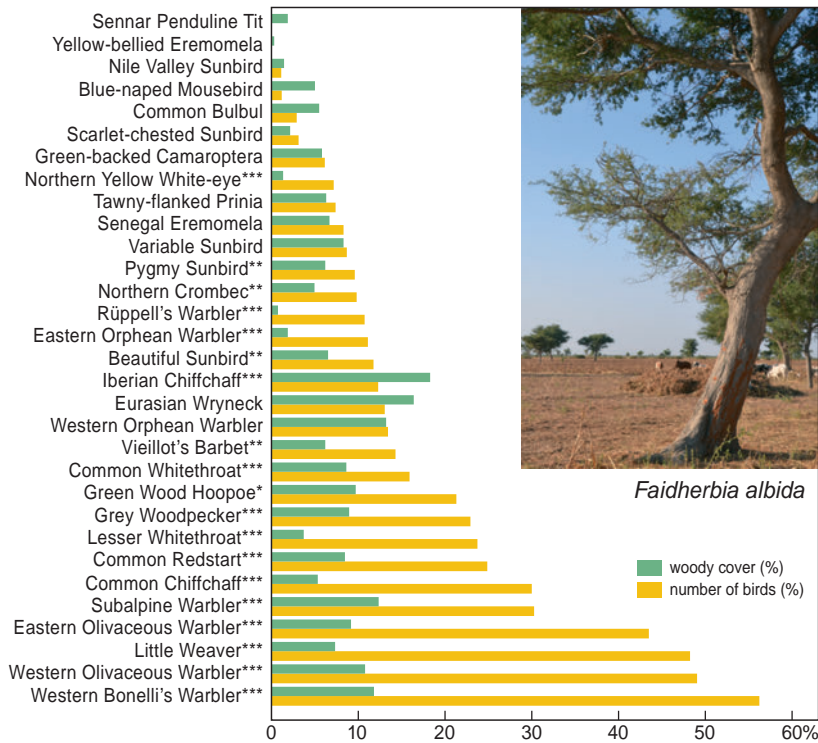 Sennar Penduline Tit
Yellow-bellied Eremomela
Nile Valley Sunbird
Blue-naped Mousebird
Common Bulbul
Scarlet-chested Sunbird
Green-backed Camaroptera
Northern Yellow White-eye***
Tawny-flanked Prinia
Senegal Eremomela
Variable Sunbird
Pygmy Sunbird**
Northern Crombec**
Rüppell's Warbler***
Eastern Orphean Warbler***
Beautiful Sunbird**
Iberian Chiffchaff***
Eurasian Wryneck
Western Orphean Warbler
Vieillot's Barbet**
Common Whitethroat***
Green Wood Hoopoe*
Grey Woodpecker***
Lesser Whitethroat***
Common Redstart***
Common Chiffchaff***
Subalpine Warbler***
Eastern Olivaceous Warbler***
Little Weaver***
Western Olivaceous Warbler***
Western Bonelli's Warbler***
Faidherbia albida
woody cover (%)
number of birds (%)
0 10 20 30 40 50 60%